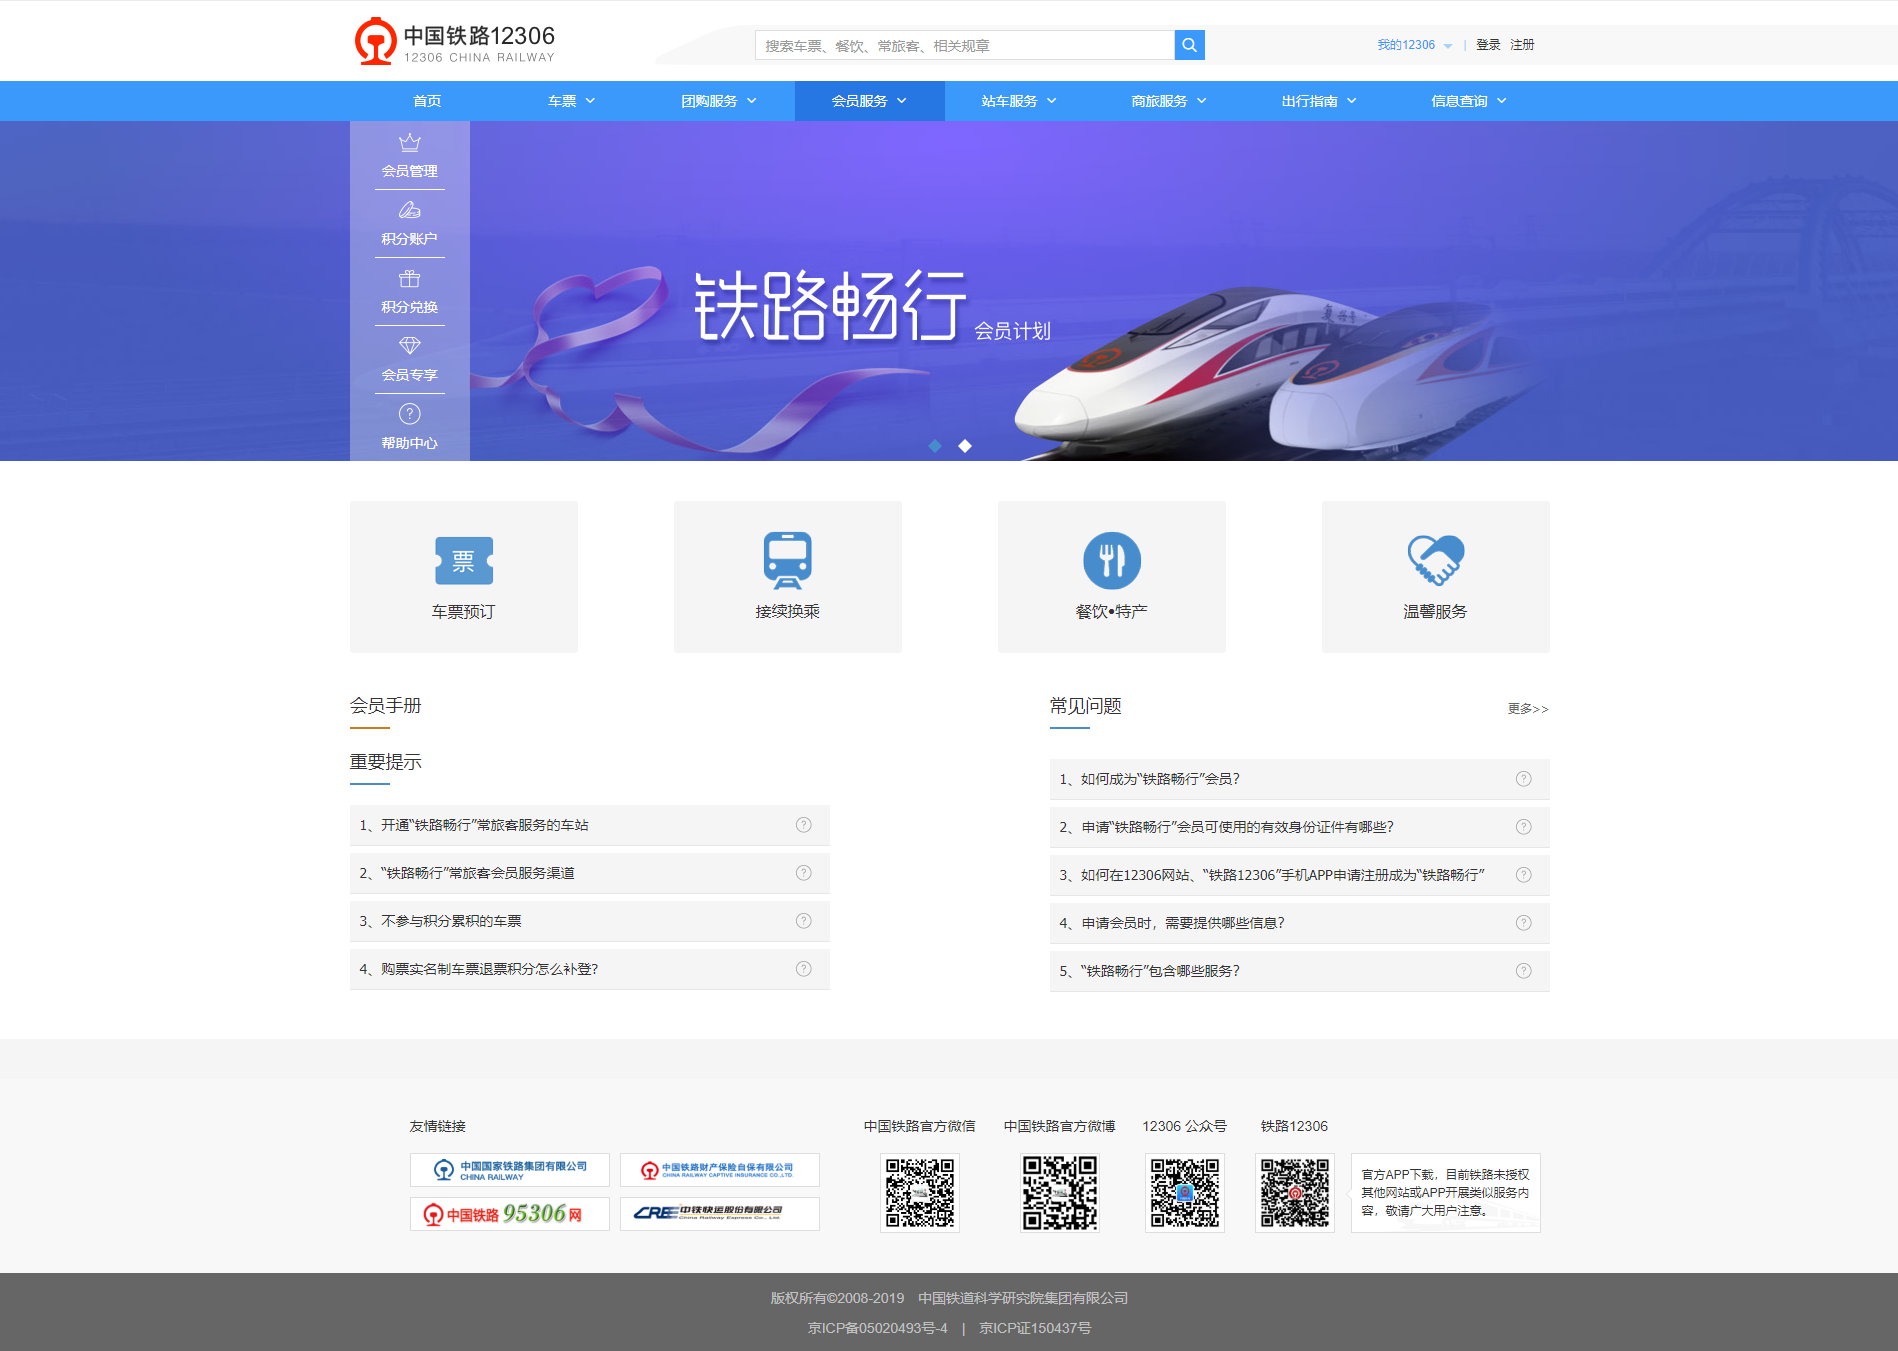 中国铁路12306
12306 CHINA RAILWAY
搜索车票、餐饮、常旅客、相关规章
我的12306 | 登录 注册
首页 车票 团购服务 会员服务 站车服务 商旅服务 出行指南 信息查询
会员管理
积分账户
积分兑换
会员专享
帮助中心
铁路畅行 会员计划
复兴号
票
车票预订
接续换乘
餐饮•特产
温馨服务
会员手册
重要提示
1、开通“铁路畅行”常旅客服务的车站
2、“铁路畅行”常旅客会员服务渠道
3、不参与积分累积的车票
4、购票实名制车票退票积分怎么补登?
常见问题
更多>>
1、如何成为“铁路畅行”会员?
2、申请“铁路畅行”会员可使用的有效身份证件有哪些?
3、如何在12306网站、“铁路12306”手机APP申请注册成为“铁路畅行”
4、申请会员时，需要提供哪些信息?
5、“铁路畅行”包含哪些服务?
友情链接
中国国家铁路集团有限公司
CHINA RAILWAY
中国铁路财产保险自保有限公司
CHINA RAILWAY CAPTIVE INSURANCE CO.,LTD.
中国铁路 95306 网
CRE 中铁快运股份有限公司
China Railway Express Co., Ltd.
中国铁路官方微信
中国铁路官方微博
12306 公众号
铁路12306
官方APP下载，目前铁路未授权
其他网站或APP开展类似服务内
容，敬请广大用户注意。
版权所有©2008-2019 中国铁道科学研究院集团有限公司
京ICP备05020493号-4 | 京ICP证150437号